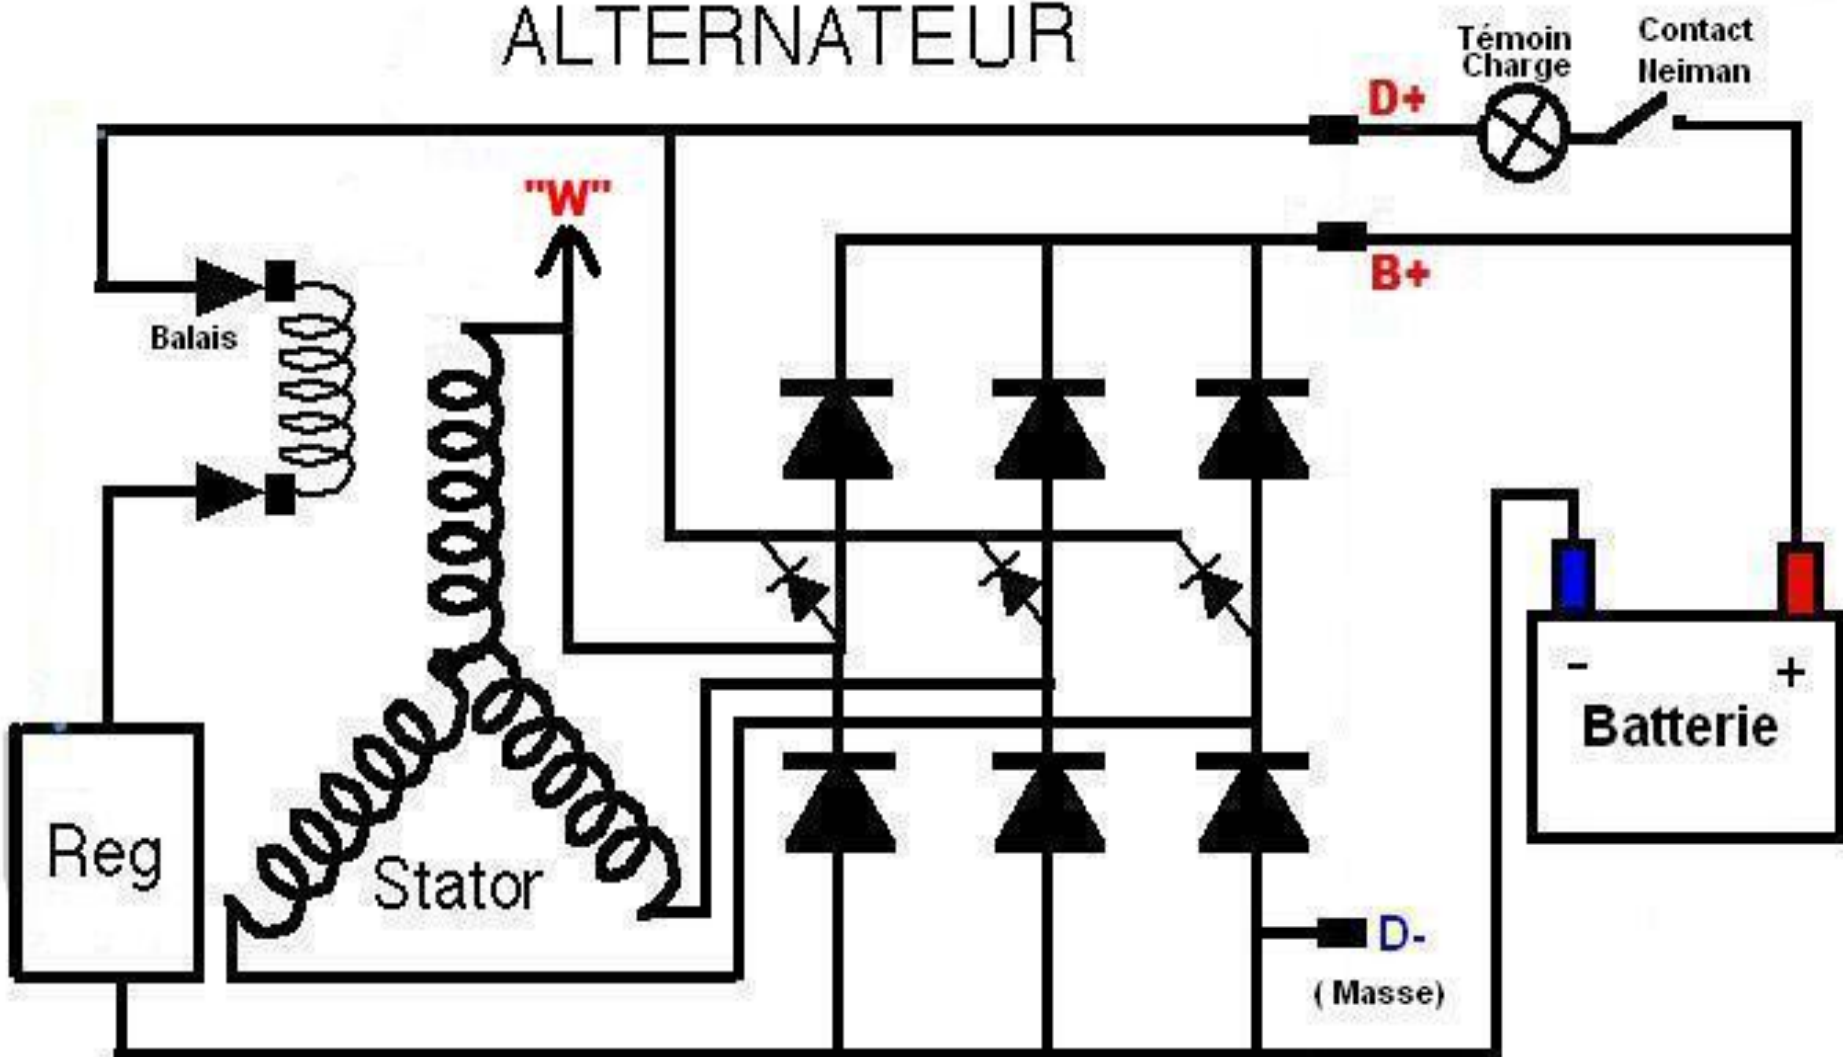 ALTERNATEUR
Témoin
Charge
Contact
Neiman
D+
"W"
B+
Balais
- +
Batterie
Reg
Stator
D-
( Masse)